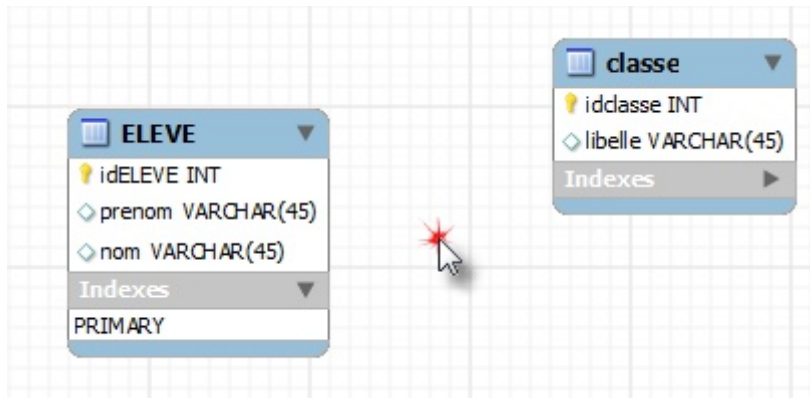 ELEVE
idELEVE INT
prenom VARCHAR(45)
nom VARCHAR(45)
Indexes
PRIMARY
classe
idclasse INT
libelle VARCHAR(45)
Indexes